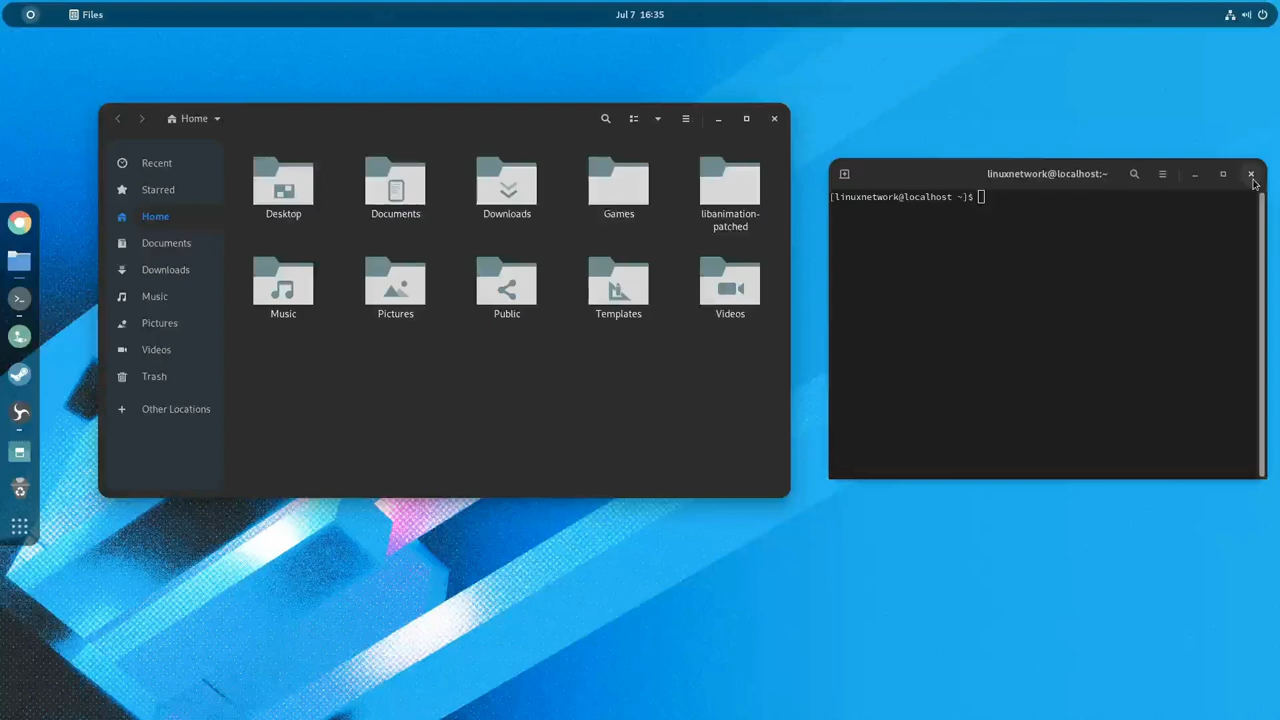 Files
Jul 7 16:35
Home
Recent
Starred
Home
Documents
Downloads
Music
Pictures
Videos
Trash
Other Locations
Desktop
Documents
Downloads
Games
libanimation-
patched
Music
Pictures
Public
Templates
Videos
linuxnetwork@localhost:~
[linuxnetwork@localhost ~]$